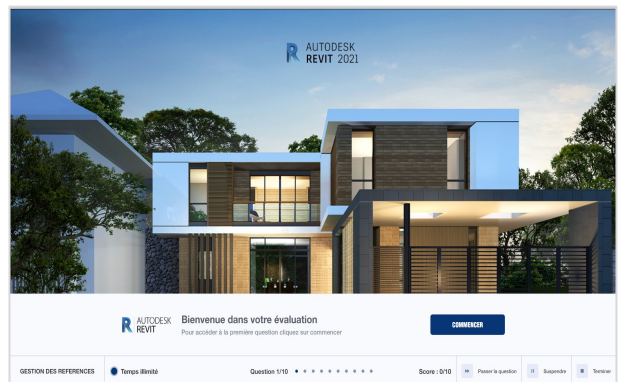 AUTODESK
REVIT 2021
AUTODESK
REVIT
Bienvenue dans votre évaluation
Pour accéder à la première question cliquez sur commencer
COMMENCER
GESTION DES REFERENCES
Temps illimité
Question 1/10
Score : 0/10
Passer la question
Suspendre
Terminer